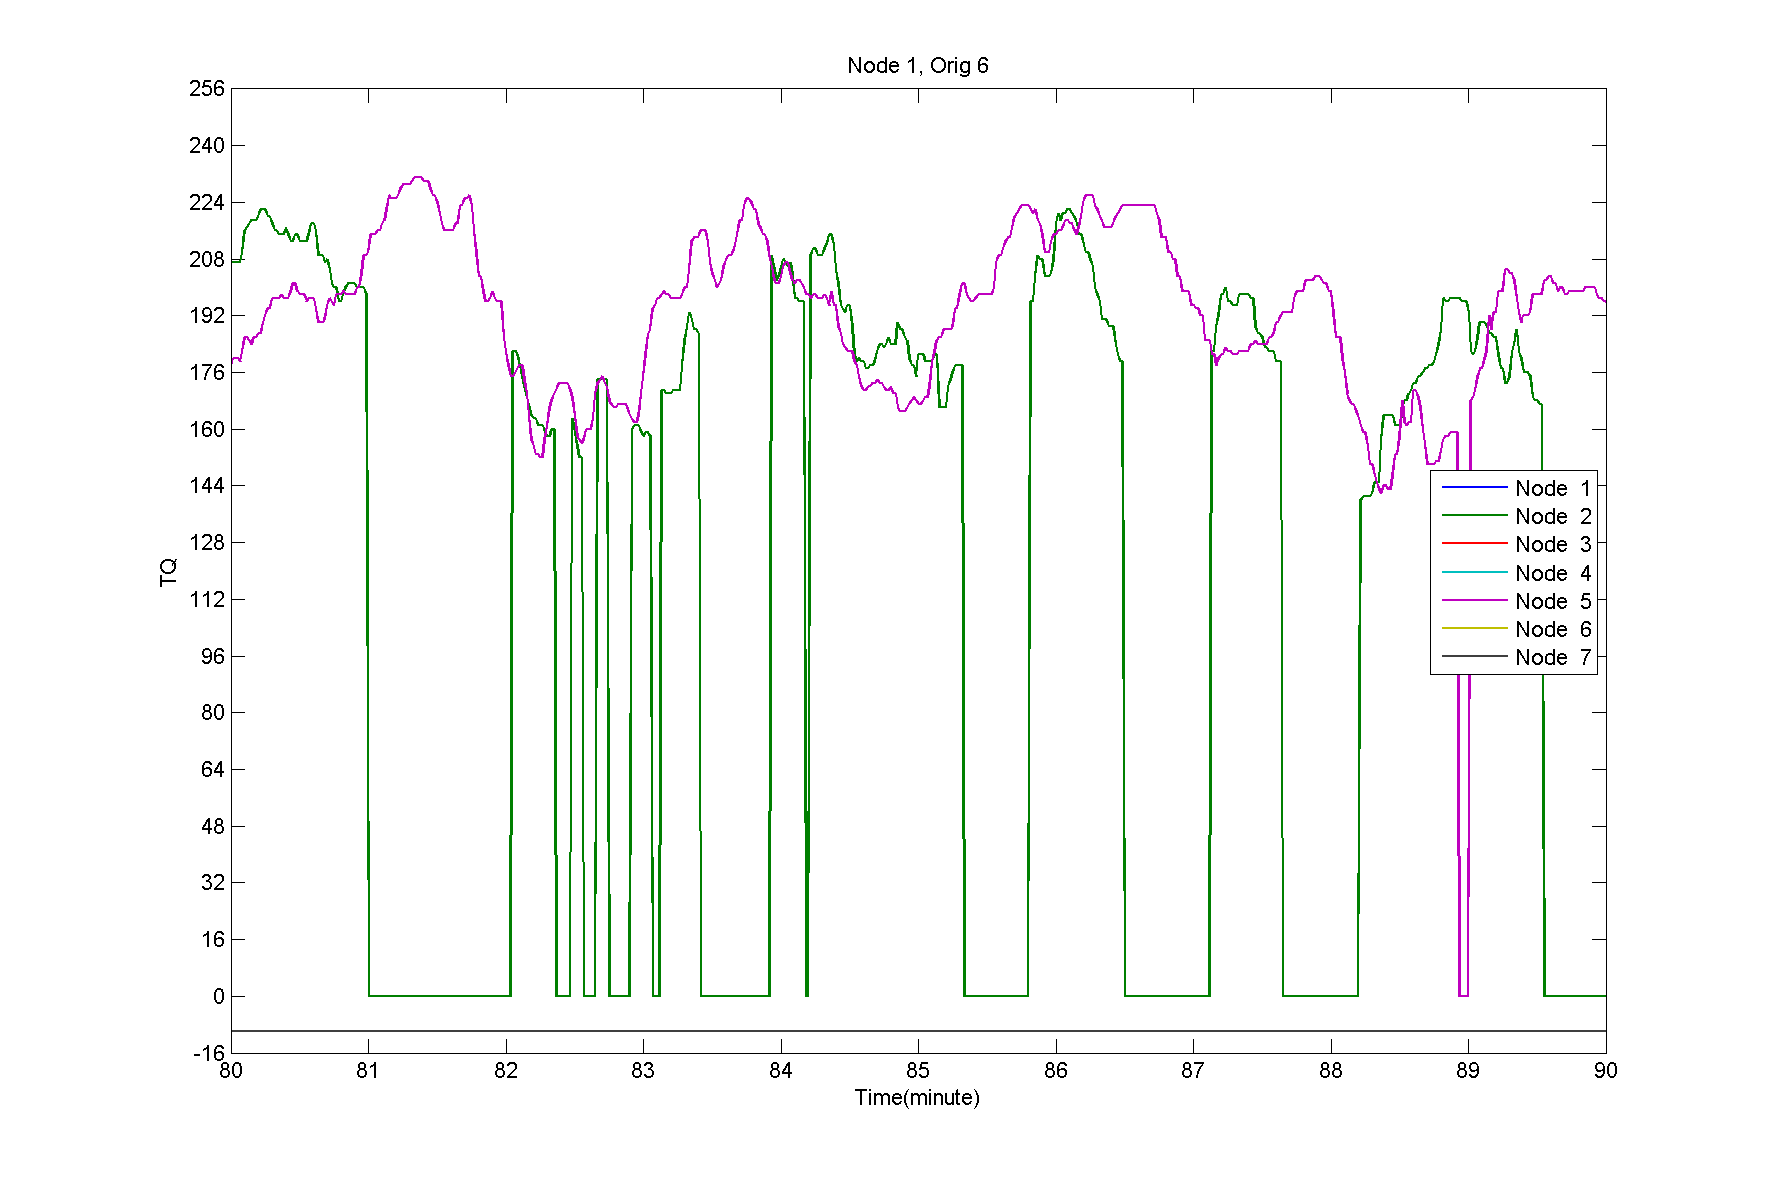 Node 1, Orig 6
256
240
224
208
192
176
160
144
128
112
96
80
64
48
32
16
0
-16
TQ
Node 1
Node 2
Node 3
Node 4
Node 5
Node 6
Node 7
80 81 82 83 84 85 86 87 88 89 90
Time(minute)